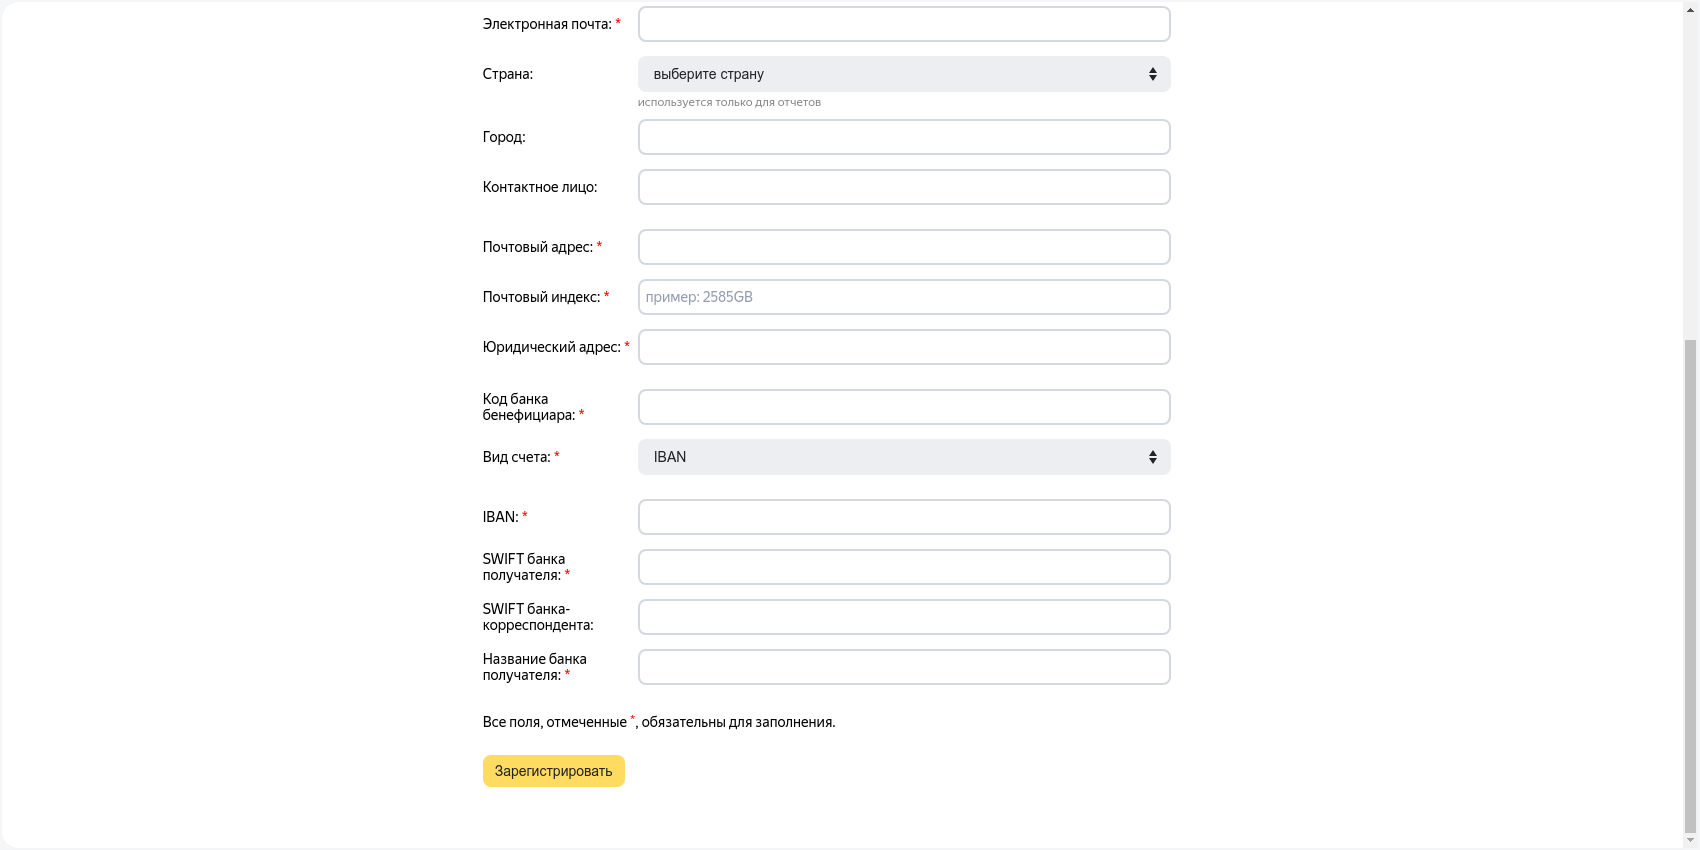 Электронная почта: *
Страна:
выберите страну
используется только для отчетов
Город:
Контактное лицо:
Почтовый адрес: *
Почтовый индекс: *
пример: 2585GB
Юридический адрес: *
Код банка
бенефициара: *
Вид счета: *
IBAN
IBAN: *
SWIFT банка
получателя: *
SWIFT банка-
корреспондента:
Название банка
получателя: *
Все поля, отмеченные *, обязательны для заполнения.
Зарегистрировать